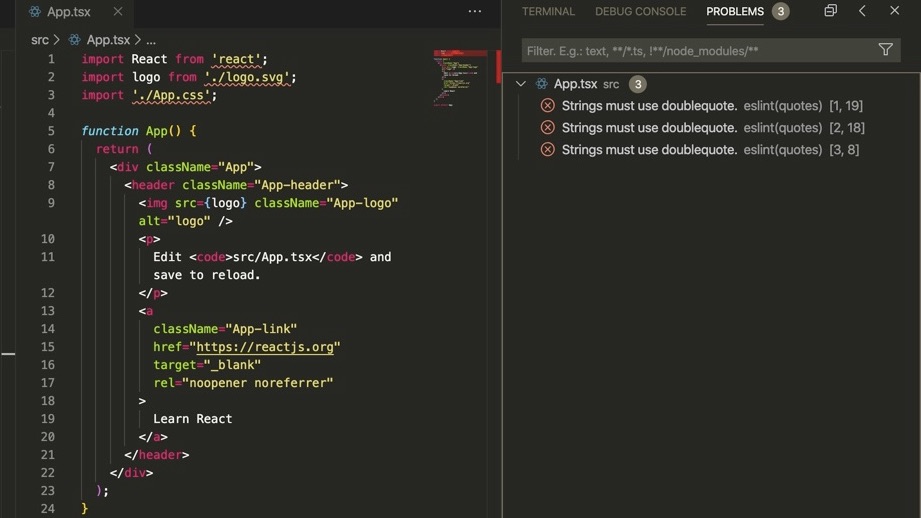 App.tsx
src > App.tsx > ...
1 import React from 'react';
2 import logo from './logo.svg';
3 import './App.css';
4
5 function App() {
6 return (
7 <div className="App">
8 <header className="App-header">
9 <img src={logo} className="App-logo"
alt="logo" />
10 <p>
11 Edit <code>src/App.tsx</code> and
save to reload.
12 </p>
13 <a
14 className="App-link"
15 href="https://reactjs.org"
16 target="_blank"
17 rel="noopener noreferrer"
18 >
19 Learn React
20 </a>
21 </header>
22 </div>
23 );
24 }
TERMINAL DEBUG CONSOLE PROBLEMS 3
Filter. E.g.: text, **/*.ts, !**/node_modules/**
App.tsx src 3
Strings must use doublequote. eslint(quotes) [1, 19]
Strings must use doublequote. eslint(quotes) [2, 18]
Strings must use doublequote. eslint(quotes) [3, 8]